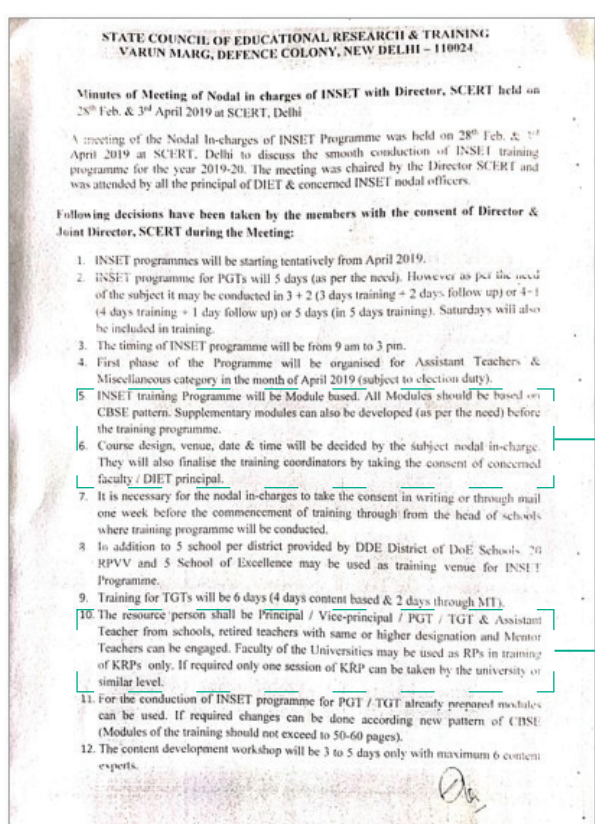 STATE COUNCIL OF EDUCATIONAL RESEARCH & TRAINING
VARUN MARG, DEFENCE COLONY, NEW DELHI – 110024
Minutes of Meeting of Nodal in charges of INSET with Director, SCERT held on
28th Feb. & 3rd April 2019 at SCERT, Delhi
A meeting of the Nodal In-charges of INSET Programme was held on 28th Feb. &
April 2019 at SCERT, Delhi to discuss the smooth conduction of INSET training
programme for the year 2019-20. The meeting was chaired by the Director SCERT and
was attended by all the principal of DIET & concerned INSET nodal officers.
Following decisions have been taken by the members with the consent of Director &
Joint Director, SCERT during the Meeting:
1. INSET programmes will be starting tentatively from April 2019.
2. INSET programme for PGTs will 5 days (as per the need). However as per the need
of the subject it may be conducted in 3 + 2 (3 days training + 2 days follow up) or 4+1
(4 days training + 1 day follow up) or 5 days (in 5 days training). Saturdays will also
be included in training.
3. The timing of INSET programme will be from 9 am to 3 pm.
4. First phase of the Programme will be organised for Assistant Teachers &
Miscellaneous category in the month of April 2019 (subject to election duty).
5. INSET training Programme will be Module based. All Modules should be based on
CBSE pattern. Supplementary modules can also be developed (as per the need) before
the training programme.
6. Course design, venue, date & time will be decided by the subject nodal in-charge.
They will also finalise the training coordinators by taking the consent of concerned
faculty / DIET principal.
7. It is necessary for the nodal in-charges to take the consent in writing or through mail
one week before the commencement of training through from the head of schools
where training programme will be conducted.
8 In addition to 5 school per district provided by DDE District of DoE Schools, 20
RPVV and 5 School of Excellence may be used as training venue for INSET
Programme.
9. Training for TGTs will be 6 days (4 days content based & 2 days through MT).
10. The resource person shall be Principal / Vice-principal / PGT / TGT & Assistant
Teacher from schools, retired teachers with same or higher designation and Mentor
Teachers can be engaged. Faculty of the Universities may be used as RPs in training
of KRPs only. If required only one session of KRP can be taken by the university or
similar level.
11. For the conduction of INSET programme for PGT / TGT already prepared modules
can be used. If required changes can be done according new pattern of CBSE
(Modules of the training should not exceed to 50-60 pages).
12. The content development workshop will be 3 to 5 days only with maximum 6 content
experts.